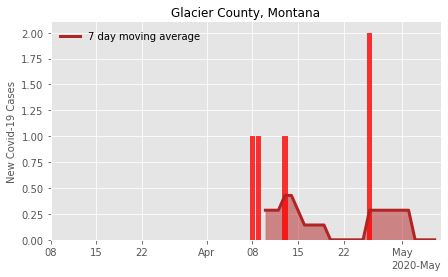 Glacier County, Montana
7 day moving average
New Covid-19 Cases
2.00
1.75
1.50
1.25
1.00
0.75
0.50
0.25
0.00
08 15 22 Apr 08 15 22 May
2020-May